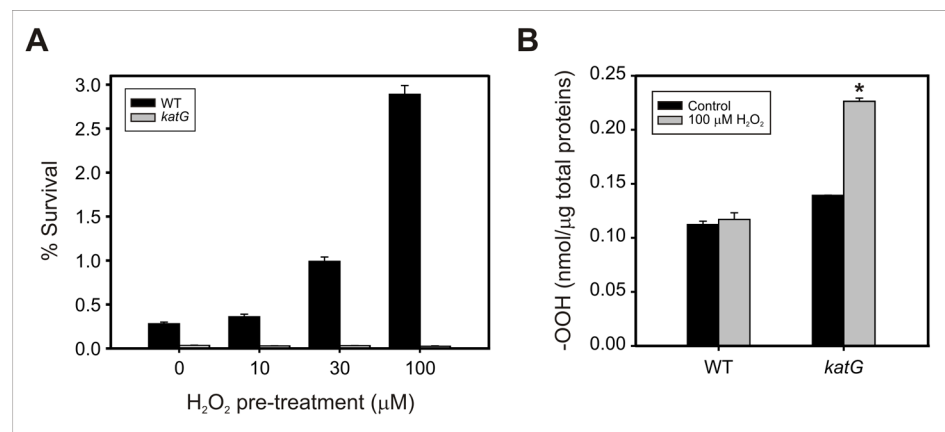 A
% Survival
3.0
2.5
2.0
1.0
0.5
0.0
WT
katG
0
10
30
100
H₂O₂ pre-treatment (μM)
B
-OOH (nmol/μg total proteins)
0.25
0.20
0.15
0.10
0.05
0.00
Control
100 μM H₂O₂
*
WT
katG